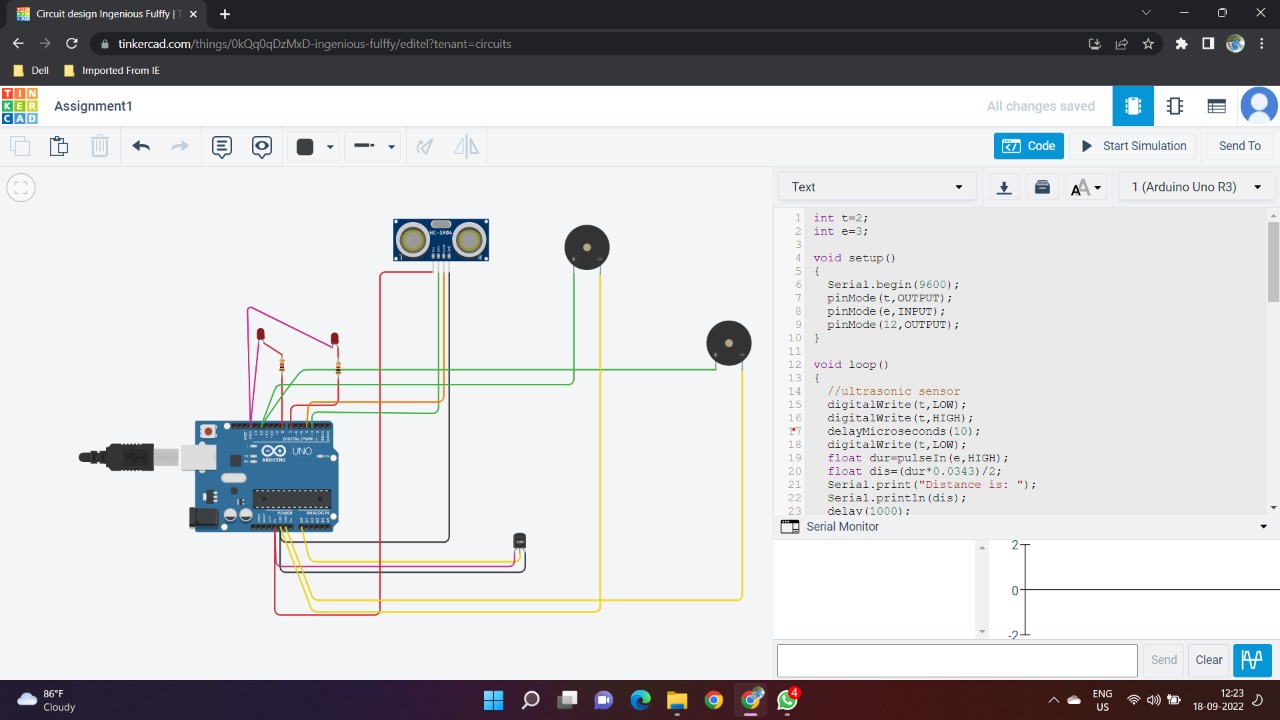 Circuit design Ingenious Fulffy | T
tinkercad.com/things/0kQq0qDzMxD-ingenious-fulffy/editel?tenant=circuits
Dell
Imported From IE
TIN
KER
CAD
Assignment1
All changes saved
Code
Start Simulation
Send To
Text
1 (Arduino Uno R3)
1 int t=2;
2 int e=3;
3
4 void setup()
5 {
6 Serial.begin(9600);
7 pinMode(t,OUTPUT);
8 pinMode(e,INPUT);
9 pinMode(12,OUTPUT);
10 }
11
12 void loop()
13 {
14 //ultrasonic sensor
15 digitalWrite(t,LOW);
16 digitalWrite(t,HIGH);
17 delayMicroseconds(10);
18 digitalWrite(t,LOW);
19 float dur=pulseIn(e,HIGH);
20 float dis=(dur*0.0343)/2;
21 Serial.print("Distance is: ");
22 Serial.println(dis);
23 delay(1000);
HC-SR04
DIGITAL (PWM~)
UNO
ARDUINO
POWER
ANALOG IN
Serial Monitor
2
0
-2
Send
Clear
86°F
Cloudy
4
ENG
US
12:23
18-09-2022